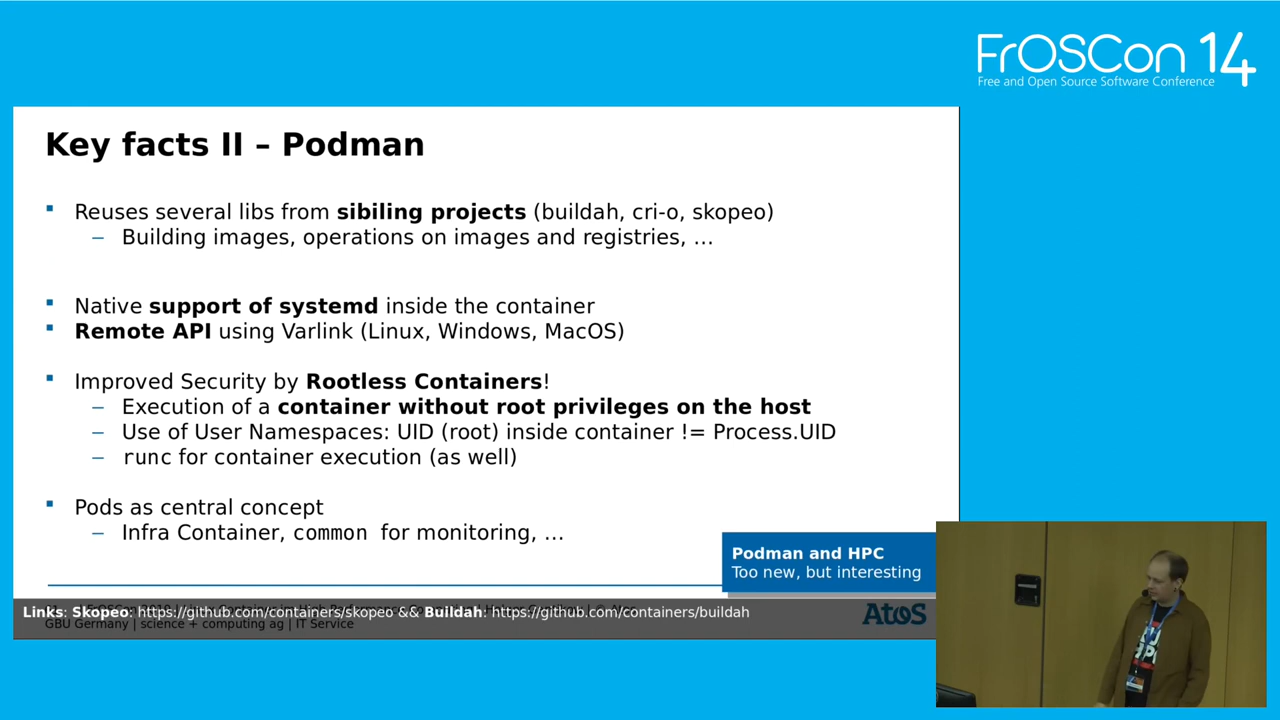 FrOSCon 14
Free and Open Source Software Conference
Key facts II – Podman
Reuses several libs from sibiling projects (buildah, cri-o, skopeo)
– Building images, operations on images and registries, ...
Native support of systemd inside the container
Remote API using Varlink (Linux, Windows, MacOS)
Improved Security by Rootless Containers!
– Execution of a container without root privileges on the host
– Use of User Namespaces: UID (root) inside container != Process.UID
– runc for container execution (as well)
Pods as central concept
– Infra Container, common for monitoring, ...
Podman and HPC
Too new, but interesting
Links: Skopeo: https://github.com/containers/skopeo && Buildah: https://github.com/containers/buildah
GBU Germany | science + computing ag | IT Service
Atos